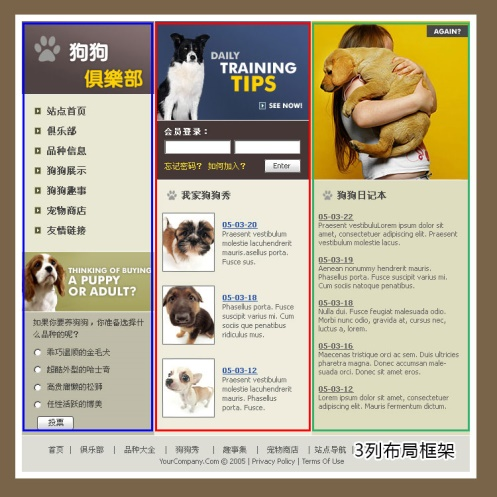 狗狗
俱樂部
站点首页
俱乐部
品种信息
狗狗展示
狗狗趣事
宠物商店
友情链接
THINKING OF BUYING
A PUPPY
OR ADULT?
如果你要养狗狗，你准备选择什
么品种的呢？
乖巧温顺的金毛犬
超酷外型的哈士奇
高贵慵懒的松狮
任性活跃的博美
投票
DAILY
TRAINING
TIPS
SEE NOW!
会员登录：
忘记密码? 如何加入? Enter
我家狗狗秀
05-03-20
Praesent vestibulum
molestie lacuhendrerit
mauris.asellus porta.
Fusce sus.
05-03-18
Phasellus porta. Fusce
suscipit varius mi. Cum
sociis que penatibus
ridiculus mus.
05-03-12
Praesent vestibulum
molestie lacuhendrerit
mauris. Phasellus
porta. Fusce.
AGAIN?
狗狗日记本
05-03-22
Praesent vestibuluLorem ipsum dolor sit
amet, consectetuer adipiscing elit. Praesent
vestibulum molestie lacus.
05-03-19
Aenean nonummy hendrerit mauris.
Phasellus porta. Fusce suscipit varius mi.
Cum sociis natoque penatibus.
05-03-18
Nulla dui. Fusce feugiat malesuada odio.
Morbi nunc odio, gravida at, cursus nec,
luctus a, lorem.
05-03-16
Maecenas tristique orci ac sem. Duis ultricies
pharetra magna. Donec accumsan male-
suada orci. Donec sit amet eros.
05-03-12
Lorem ipsum dolor sit amet, consectetuer
adipiscing elit. Mauris fermentum dictum.
首页 | 俱乐部 | 品种大全 | 狗狗秀 | 趣事集 | 宠物商店 | 站点导航 |
3列布局框架
YourCompany.Com © 2005 | Privacy Policy | Terms Of Use